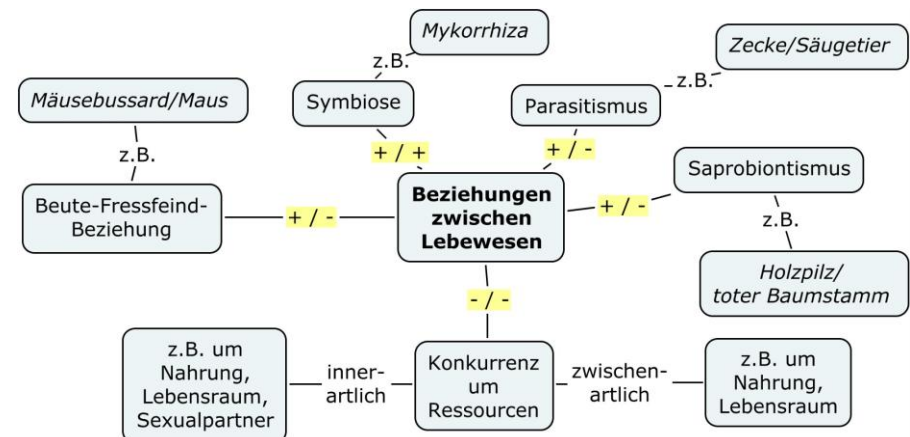 Mykorrhiza
z.B.
Symbiose
+ / +
Zecke/Säugetier
z.B.
Parasitismus
+ / -
Mäusebussard/Maus
z.B.
Beute-Fressfeind-
Beziehung
+ / -
Beziehungen
zwischen
Lebewesen
+ / -
Saprobiontismus
z.B.
Holzpilz/
toter Baumstamm
- / -
Konkurrenz
um
Ressourcen
inner-
artlich
z.B. um
Nahrung,
Lebensraum,
Sexualpartner
zwischen-
artlich
z.B. um
Nahrung,
Lebensraum